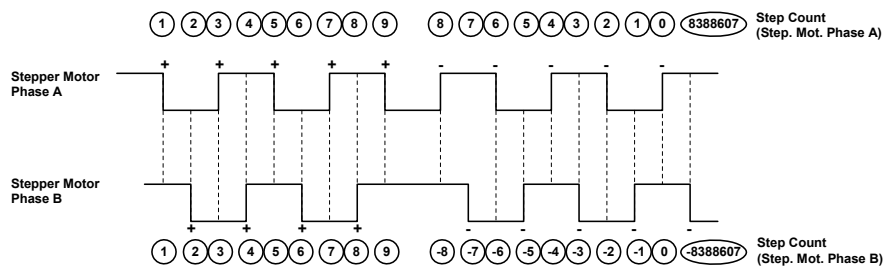 1 2 3 4 5 6 7 8 9 8 7 6 5 4 3 2 1 0 8388607
Step Count
(Step. Mot. Phase A)
+ + + + + - - - - -
Stepper Motor
Phase A
Stepper Motor
Phase B
+ + + + - - - - -
1 2 3 4 5 6 7 8 9 -8 -7 -6 -5 -4 -3 -2 -1 0 -8388607
Step Count
(Step. Mot. Phase B)